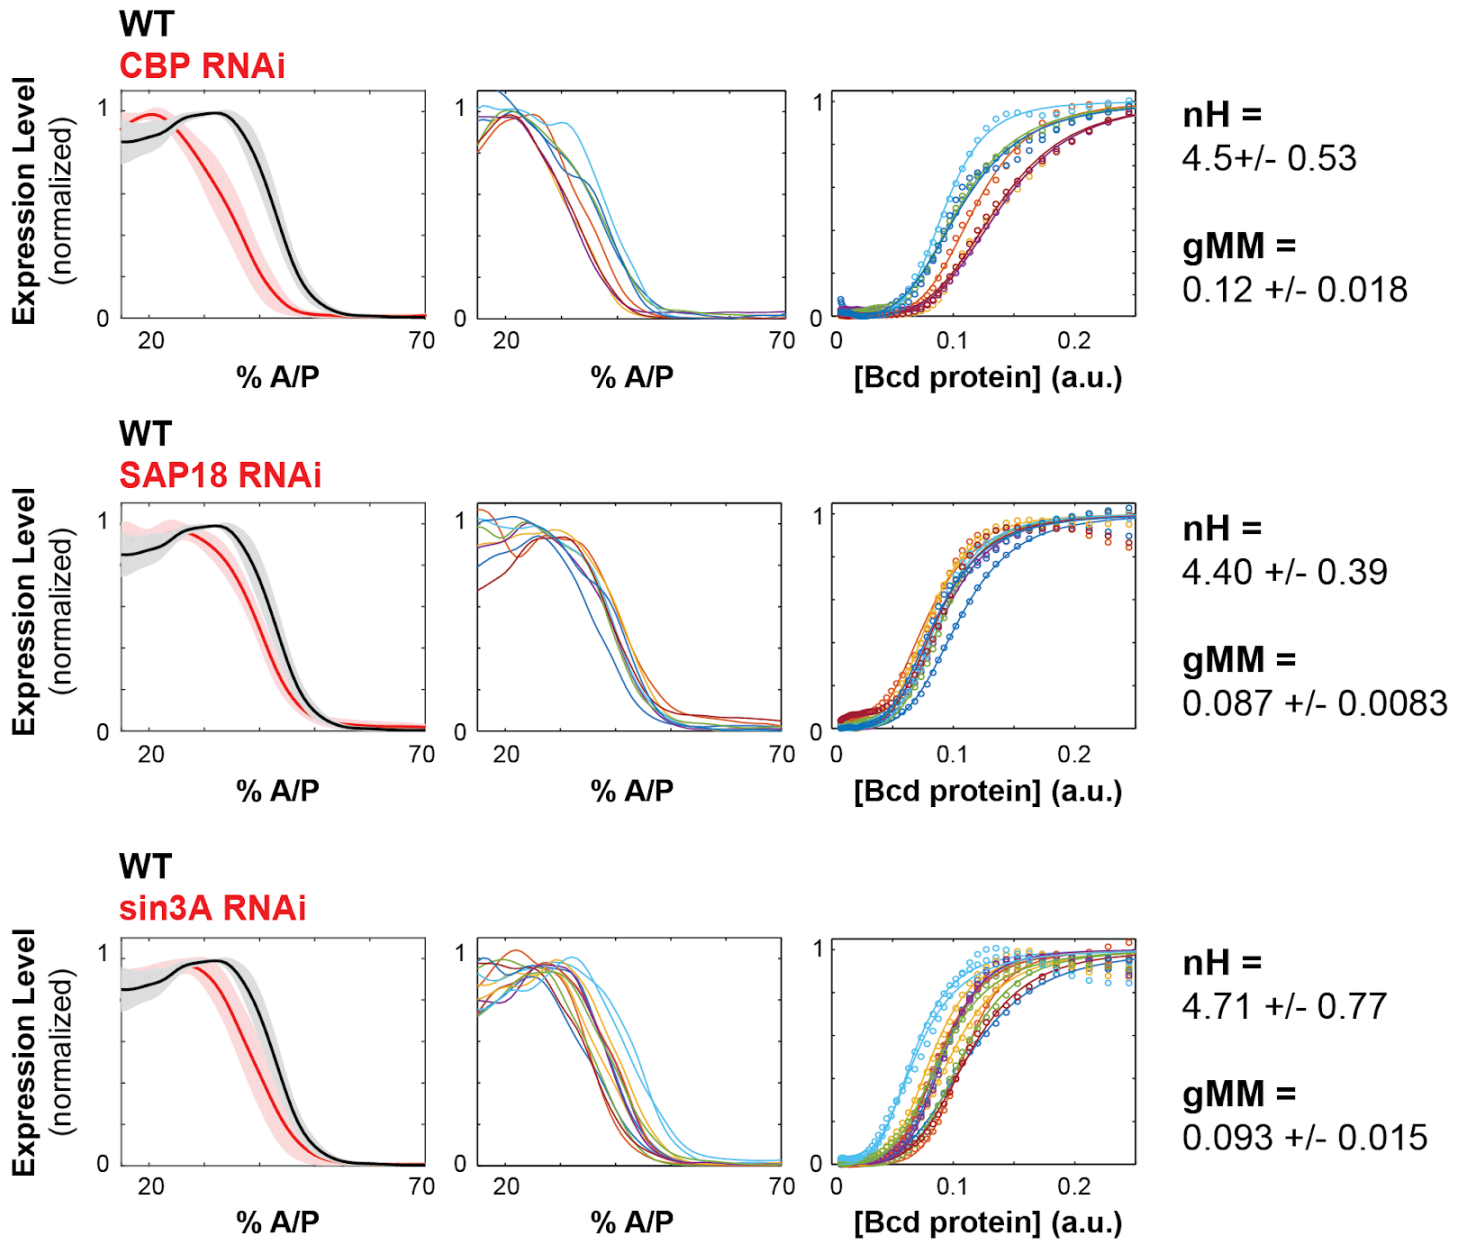 WT
CBP RNAi
Expression Level
(normalized)
1
0
20
70
% A/P
1
0
20
70
% A/P
1
0
0
0.1
0.2
[Bcd protein] (a.u.)
nH =
4.5+/- 0.53
gMM =
0.12 +/- 0.018
WT
SAP18 RNAi
Expression Level
(normalized)
1
0
20
70
% A/P
1
0
20
70
% A/P
1
0
0
0.1
0.2
[Bcd protein] (a.u.)
nH =
4.40 +/- 0.39
gMM =
0.087 +/- 0.0083
WT
sin3A RNAi
Expression Level
(normalized)
1
0
20
70
% A/P
1
0
20
70
% A/P
1
0
0
0.1
0.2
[Bcd protein] (a.u.)
nH =
4.71 +/- 0.77
gMM =
0.093 +/- 0.015